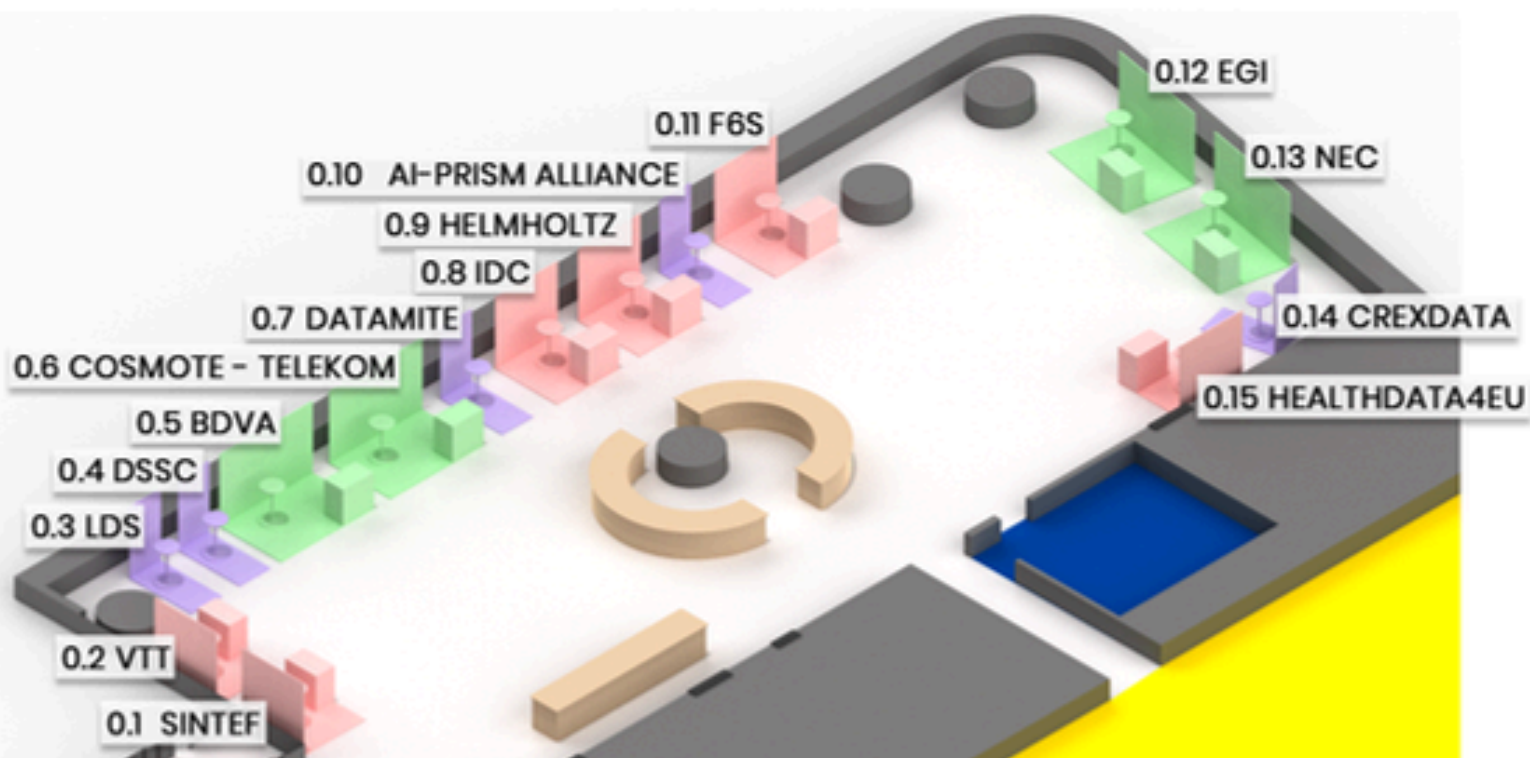 0.12 EGI
0.11 F6S
0.13 NEC
0.10 AI-PRISM ALLIANCE
0.9 HELMHOLTZ
0.8 IDC
0.7 DATAMITE
0.14 CREXDATA
0.6 COSMOTE - TELEKOM
0.15 HEALTHDATA4EU
0.5 BDVA
0.4 DSSC
0.3 LDS
0.2 VTT
0.1 SINTEF